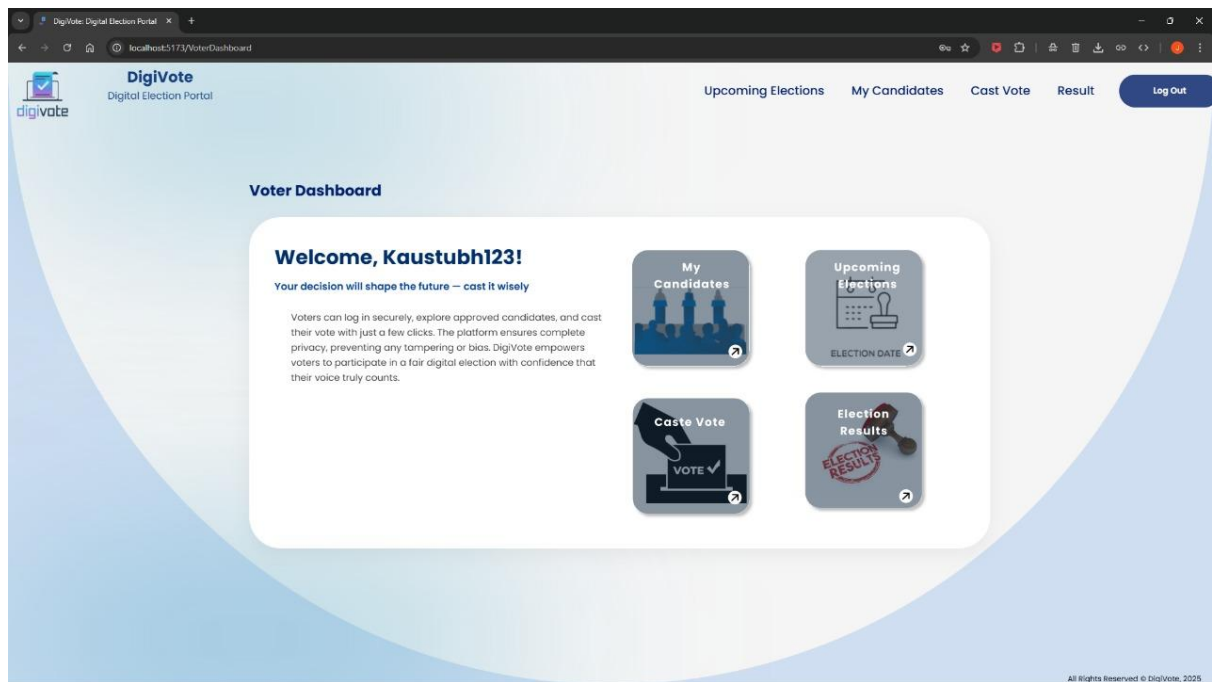 DigiVote: Digital Election Portal
localhost:5173/VoterDashboard
digivote
DigiVote
Digital Election Portal
Upcoming Elections
My Candidates
Cast Vote
Result
Log Out
Voter Dashboard
Welcome, Kaustubh123!
Your decision will shape the future — cast it wisely
Voters can log in securely, explore approved candidates, and cast
their vote with just a few clicks. The platform ensures complete
privacy, preventing any tampering or bias. DigiVote empowers
voters to participate in a fair digital election with confidence that
their voice truly counts.
My
Candidates
Upcoming
Elections
ELECTION DATE
Caste Vote
VOTE
Election
Results
ELECTION
RESULTS
All Rights Reserved © DigiVote, 2025